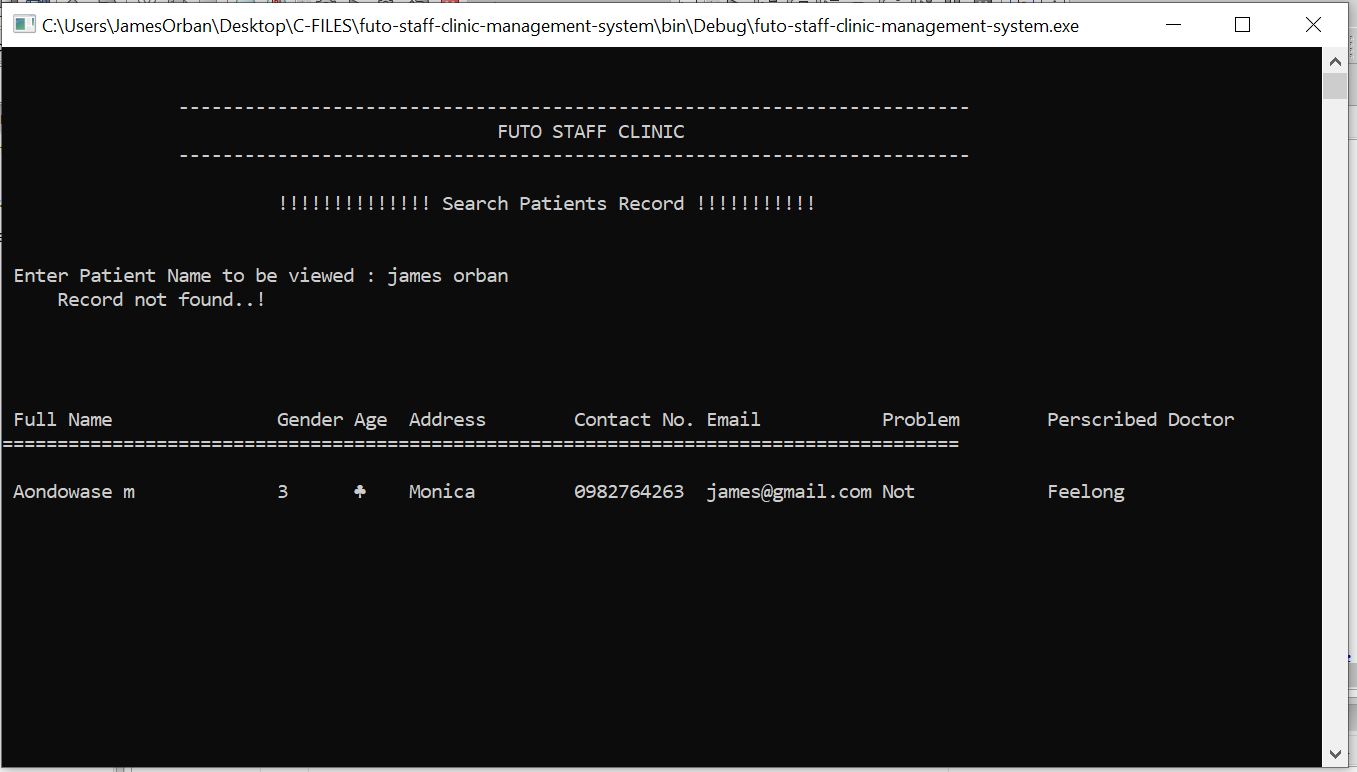 C:\Users\JamesOrban\Desktop\C-FILES\futo-staff-clinic-management-system\bin\Debug\futo-staff-clinic-management-system.exe
------------------------------------------------------------------------
FUTO STAFF CLINIC
------------------------------------------------------------------------
!!!!!!!!!!!!!! Search Patients Record !!!!!!!!!!!
Enter Patient Name to be viewed : james orban
Record not found..!
Full Name Gender Age Address Contact No. Email Problem Perscribed Doctor
=======================================================================================
Aondowase m 3 ♣ Monica 0982764263 james@gmail.com Not Feelong